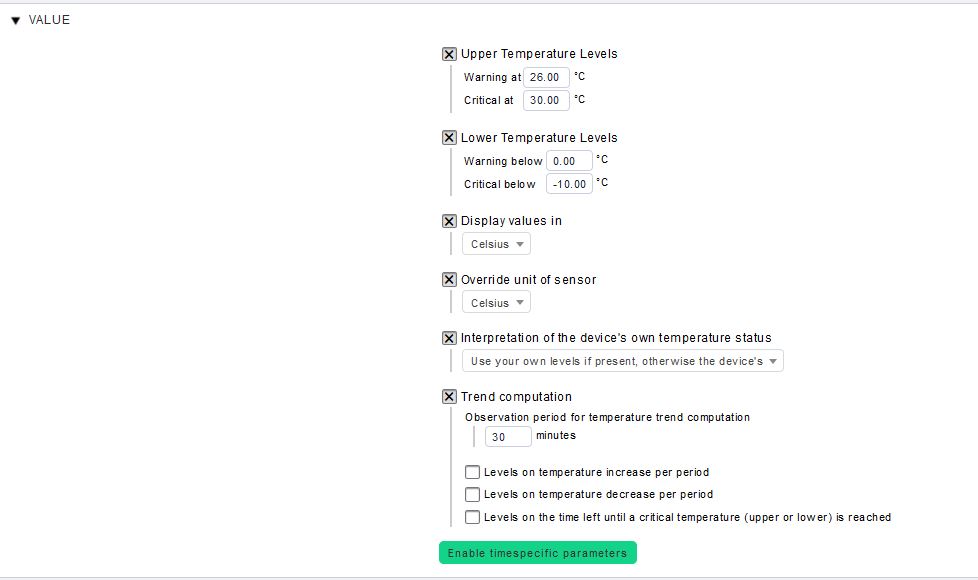 VALUE
Upper Temperature Levels
Warning at 26.00 °C
Critical at 30.00 °C
Lower Temperature Levels
Warning below 0.00 °C
Critical below -10.00 °C
Display values in
Celsius
Override unit of sensor
Celsius
Interpretation of the device's own temperature status
Use your own levels if present, otherwise the device's
Trend computation
Observation period for temperature trend computation
30 minutes
Levels on temperature increase per period
Levels on temperature decrease per period
Levels on the time left until a critical temperature (upper or lower) is reached
Enable timespecific parameters